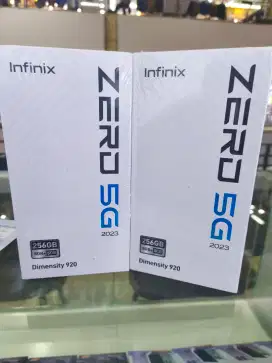 Infinix
ZERO 5G
2023
256GB
Dimensity 920
Infinix
ZERO 5G
2023
256GB
Dimensity 920